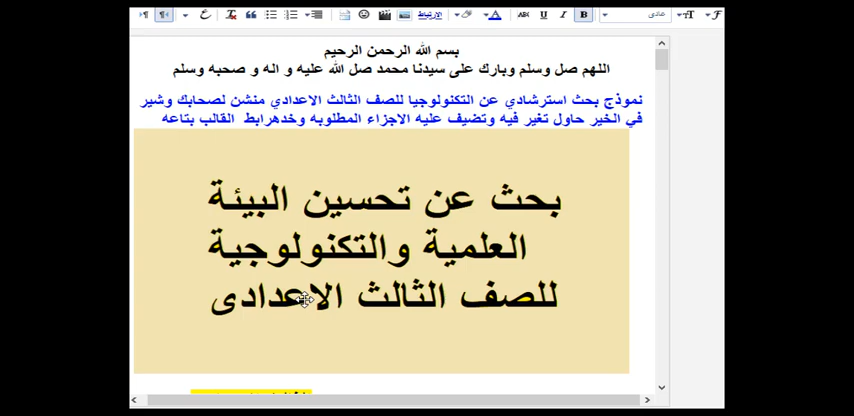 عادى
الارتباط
بسم الله الرحمن الرحيم
اللهم صل وسلم وبارك على سيدنا محمد صل الله عليه و اله و صحبه وسلم
نموذج بحث استرشادي عن التكنولوجيا للصف الثالث الاعدادي منشن لصحابك وشير
في الخير حاول تغير فيه وتضيف عليه الاجزاء المطلوبه وخدهرابط القالب بتاعه
بحث عن تحسين البيئة
العلمية والتكنولوجية
للصف الثالث الاعدادى